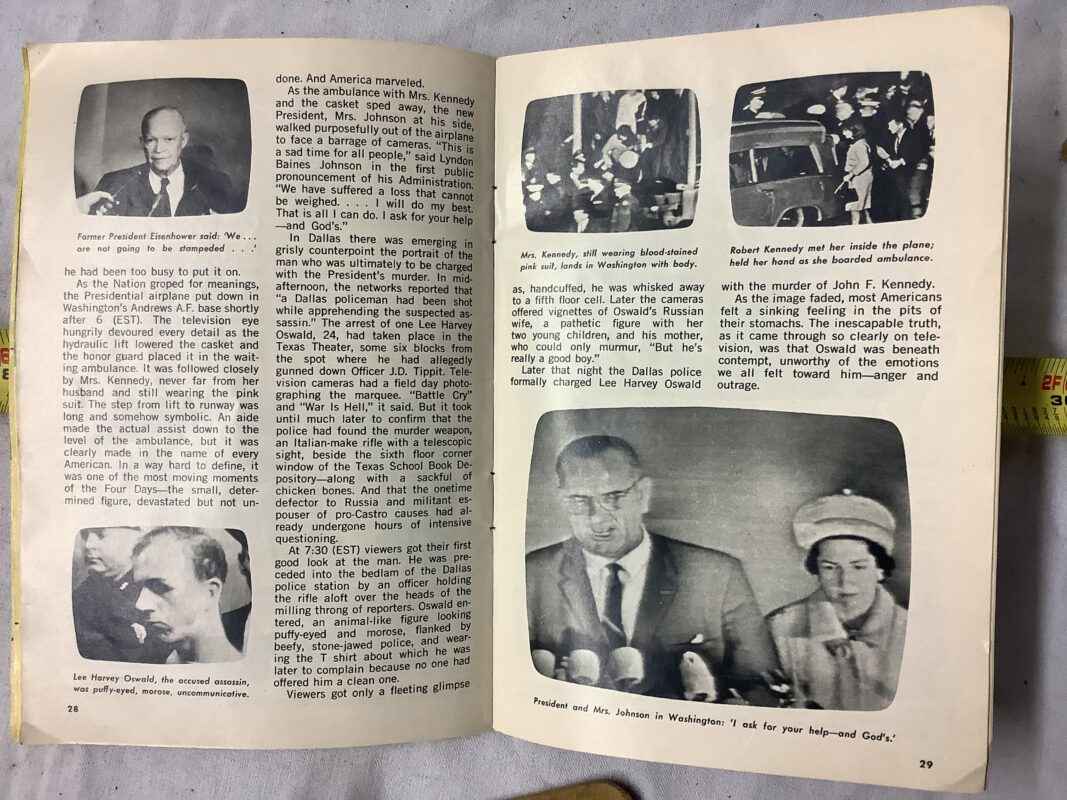 Former President Eisenhower said: 'We . . .
are not going to be stampeded . . .'
he had been too busy to put it on.
As the Nation groped for meanings,
the Presidential airplane put down in
Washington's Andrews A.F. base shortly
after 6 (EST). The television eye
hungrily devoured every detail as the
hydraulic lift lowered the casket and
the honor guard placed it in the wait-
ing ambulance. It was followed closely
by Mrs. Kennedy, never far from her
husband and still wearing the pink
suit. The step from lift to runway was
long and somehow symbolic. An aide
made the actual assist down to the
level of the ambulance, but it was
clearly made in the name of every
American. In a way hard to define, it
was one of the most moving moments
of the Four Days—the small, deter-
mined figure, devastated but not un-
Lee Harvey Oswald, the accused assassin,
was puffy-eyed, morose, uncommunicative.
28
done. And America marveled.
As the ambulance with Mrs. Kennedy
and the casket sped away, the new
President, Mrs. Johnson at his side,
walked purposefully out of the airplane
to face a barrage of cameras. "This is
a sad time for all people," said Lyndon
Baines Johnson in the first public
pronouncement of his Administration.
"We have suffered a loss that cannot
be weighed. . . . I will do my best.
That is all I can do. I ask for your help
—and God's."
In Dallas there was emerging in
grisly counterpoint the portrait of the
man who was ultimately to be charged
with the President's murder. In mid-
afternoon, the networks reported that
"a Dallas policeman had been shot
while apprehending the suspected as-
sassin." The arrest of one Lee Harvey
Oswald, 24, had taken place in the
Texas Theater, some six blocks from
the spot where he had allegedly
gunned down Officer J.D. Tippit. Tele-
vision cameras had a field day photo-
graphing the marquee. "Battle Cry"
and "War Is Hell," it said. But it took
until much later to confirm that the
police had found the murder weapon,
an Italian-make rifle with a telescopic
sight, beside the sixth floor corner
window of the Texas School Book De-
pository—along with a sackful of
chicken bones. And that the onetime
defector to Russia and militant es-
pouser of pro-Castro causes had al-
ready undergone hours of intensive
questioning.
At 7:30 (EST) viewers got their first
good look at the man. He was pre-
ceded into the bedlam of the Dallas
police station by an officer holding
the rifle aloft over the heads of the
milling throng of reporters. Oswald en-
tered, an animal-like figure looking
puffy-eyed and morose, flanked by
beefy, stone-jawed police, and wear-
ing the T shirt about which he was
later to complain because no one had
offered him a clean one.
Viewers got only a fleeting glimpse
Mrs. Kennedy, still wearing blood-stained
pink suit, lands in Washington with body.
as, handcuffed, he was whisked away
to a fifth floor cell. Later the cameras
offered vignettes of Oswald's Russian
wife, a pathetic figure with her
two young children, and his mother,
who could only murmur, "But he's
really a good boy."
Later that night the Dallas police
formally charged Lee Harvey Oswald
Robert Kennedy met her inside the plane;
held her hand as she boarded ambulance.
with the murder of John F. Kennedy.
As the image faded, most Americans
felt a sinking feeling in the pits of
their stomachs. The inescapable truth,
as it came through so clearly on tele-
vision, was that Oswald was beneath
contempt, unworthy of the emotions
we all felt toward him—anger and
outrage.
President and Mrs. Johnson in Washington: 'I ask for your help—and God's.'
29
8
2F